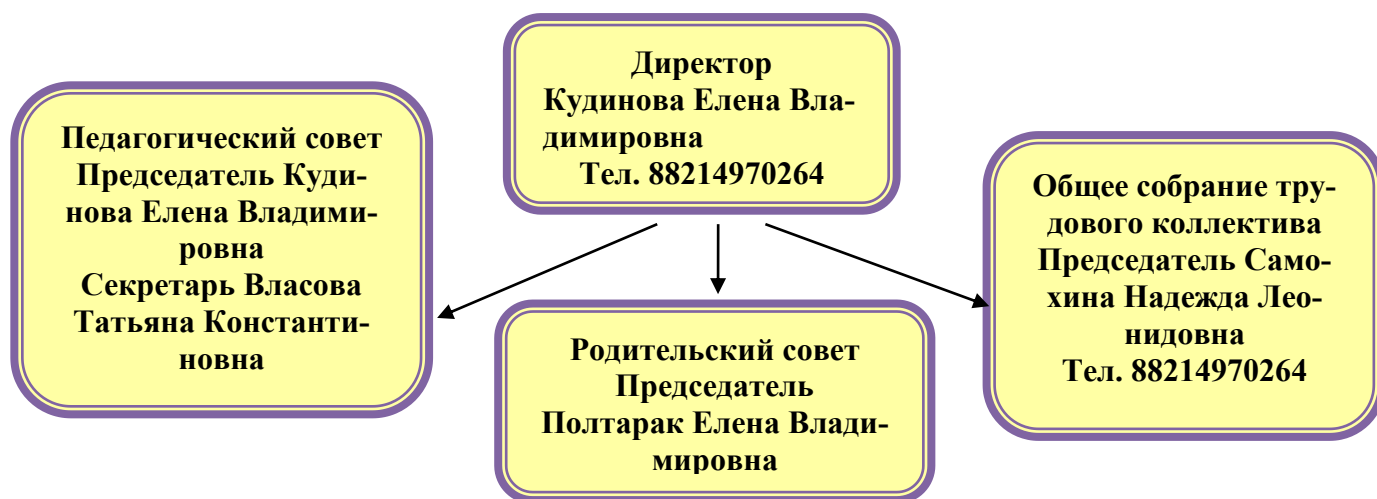 Директор
Кудинова Елена Вла-
димировна
Тел. 88214970264
Педагогический совет
Председатель Куди-
нова Елена Владими-
ровна
Секретарь Власова
Татьяна Константи-
новна
Родительский совет
Председатель
Полтарак Елена Влади-
мировна
Общее собрание тру-
дового коллектива
Председатель Само-
хина Надежда Лео-
нидовна
Тел. 88214970264